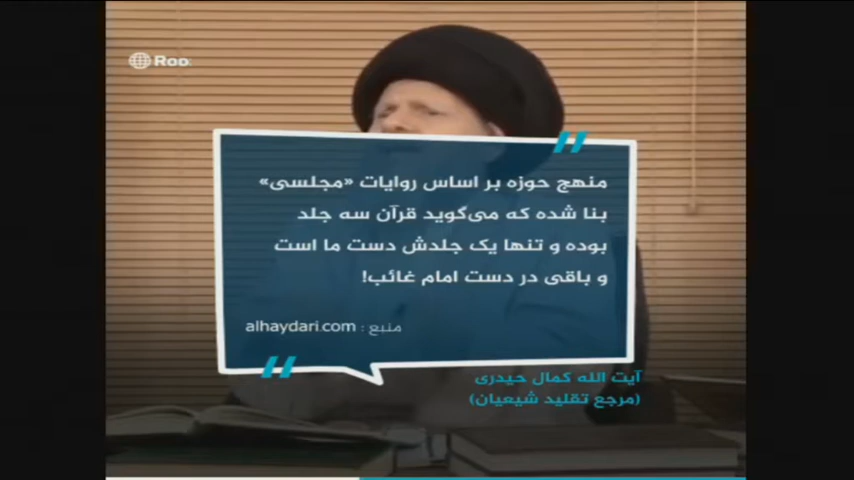 Roo
منهج حوزه بر اساس روایات «مجلسی»
بنا شده که می‌گوید قرآن سه جلد
بوده و تنها یک جلدش دست ما است
و باقی در دست امام غائب!
منبع : alhaydari.com
آیت الله کمال حیدری
(مرجع تقلید شیعیان)